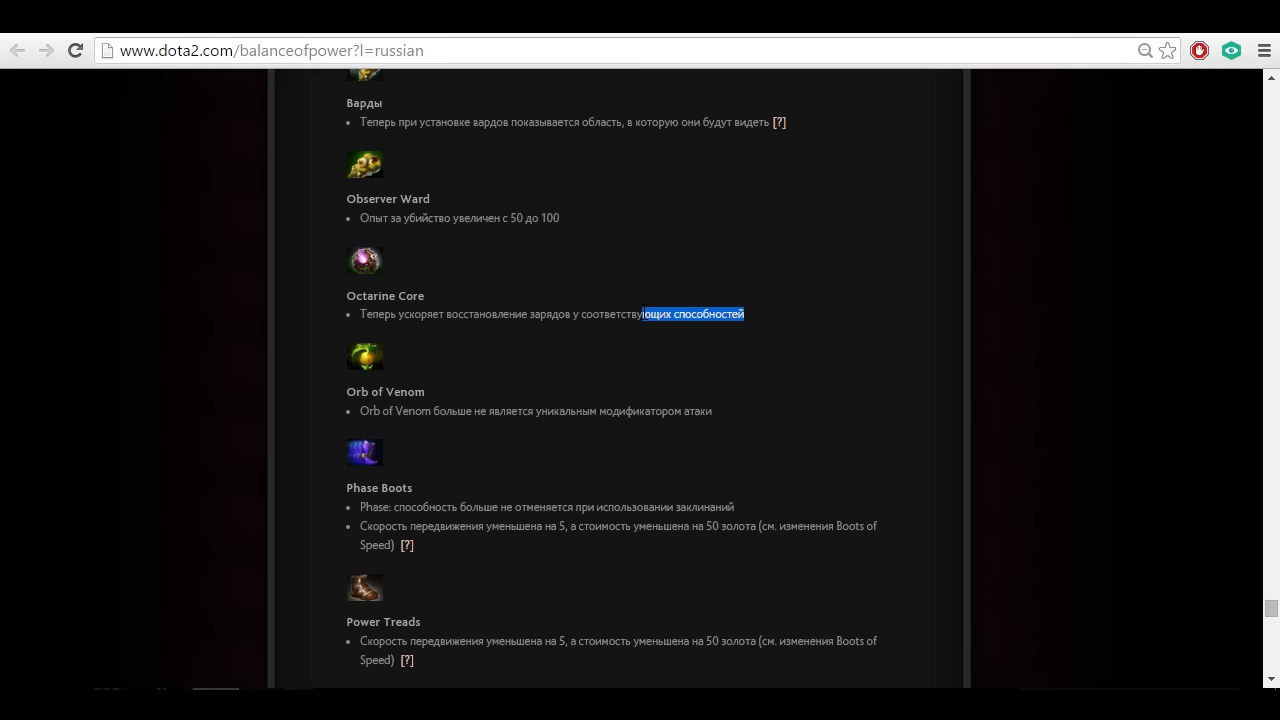 www.dota2.com/balanceofpower?l=russian
Варды
Теперь при установке вардов показывается область, в которую они будут видеть [?]
Observer Ward
Опыт за убийство увеличен с 50 до 100
Octarine Core
Теперь ускоряет восстановление зарядов у соответствующих способностей
Orb of Venom
Orb of Venom больше не является уникальным модификатором атаки
Phase Boots
Phase: способность больше не отменяется при использовании заклинаний
Скорость передвижения уменьшена на 5, а стоимость уменьшена на 50 золота (см. изменения Boots of
Speed) [?]
Power Treads
Скорость передвижения уменьшена на 5, а стоимость уменьшена на 50 золота (см. изменения Boots of
Speed) [?]